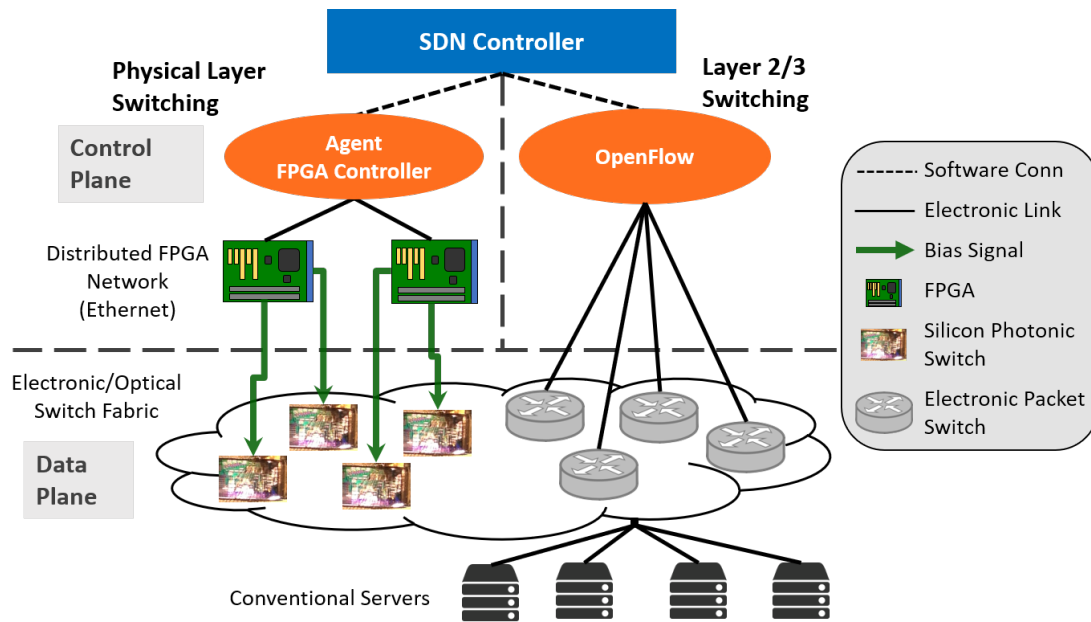 SDN Controller
Physical Layer
Switching
Layer 2/3
Switching
Control
Plane
Agent
FPGA Controller
OpenFlow
Distributed FPGA
Network
(Ethernet)
Software Conn
Electronic Link
Bias Signal
FPGA
Silicon Photonic
Switch
Electronic Packet
Switch
Electronic/Optical
Switch Fabric
Data
Plane
Conventional Servers